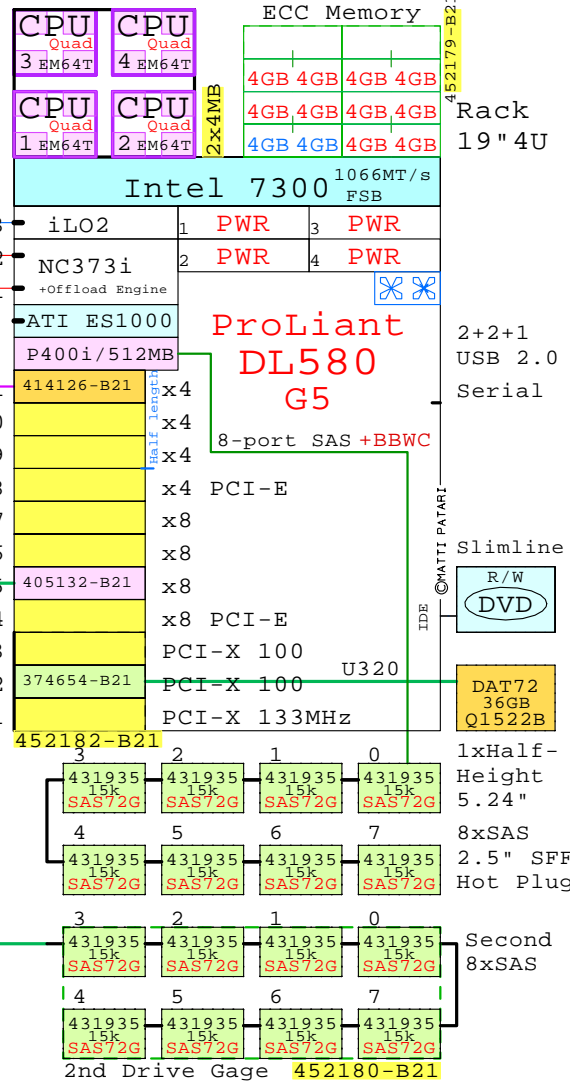 ECC Memory
CPU CPU
Quad Quad
3 EM64T 4 EM64T
CPU CPU
Quad Quad
1 EM64T 2 EM64T
2x4MB
4GB 4GB 4GB 4GB
4GB 4GB 4GB 4GB
4GB 4GB 4GB 4GB
452179-B21
Rack
19"4U
Intel 7300 1066MT/s
FSB
iLO2 1 PWR 3 PWR
NC373i 2 PWR 4 PWR
+Offload Engine
ATI ES1000
P400i/512MB
ProLiant
DL580
G5
2+2+1
USB 2.0
Serial
414126-B21 x4
Half length
x4
8-port SAS +BBWC
x4
x4 PCI-E
x8
x8
405132-B21 x8
x8 PCI-E
©MATTI PATARI
Slimline
R/W
DVD
IDE
PCI-X 100
374654-B21 PCI-X 100 U320
PCI-X 133MHz
DAT72
36GB
Q1522B
452182-B21
1xHalf-
Height
5.24"
3 2 1 0
431935 431935 431935 431935
15k 15k 15k 15k
SAS72G SAS72G SAS72G SAS72G
4 5 6 7
431935 431935 431935 431935
15k 15k 15k 15k
SAS72G SAS72G SAS72G SAS72G
8xSAS
2.5" SFF
Hot Plug
3 2 1 0
431935 431935 431935 431935
15k 15k 15k 15k
SAS72G SAS72G SAS72G SAS72G
Second
8xSAS
4 5 6 7
431935 431935 431935 431935
15k 15k 15k 15k
SAS72G SAS72G SAS72G SAS72G
2nd Drive Gage 452180-B21